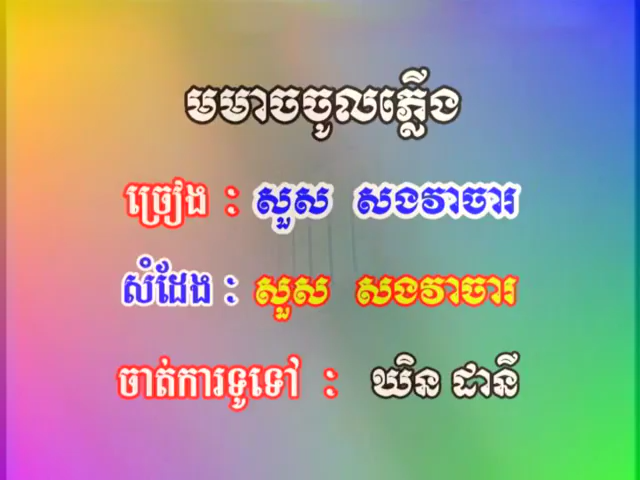 មមាចចូលភ្លើង
ច្រៀង : សួស សងវាចារ
សំដែង : សួស សងវាចារ
ចាត់ការទូទៅ : ឃិន ដានី